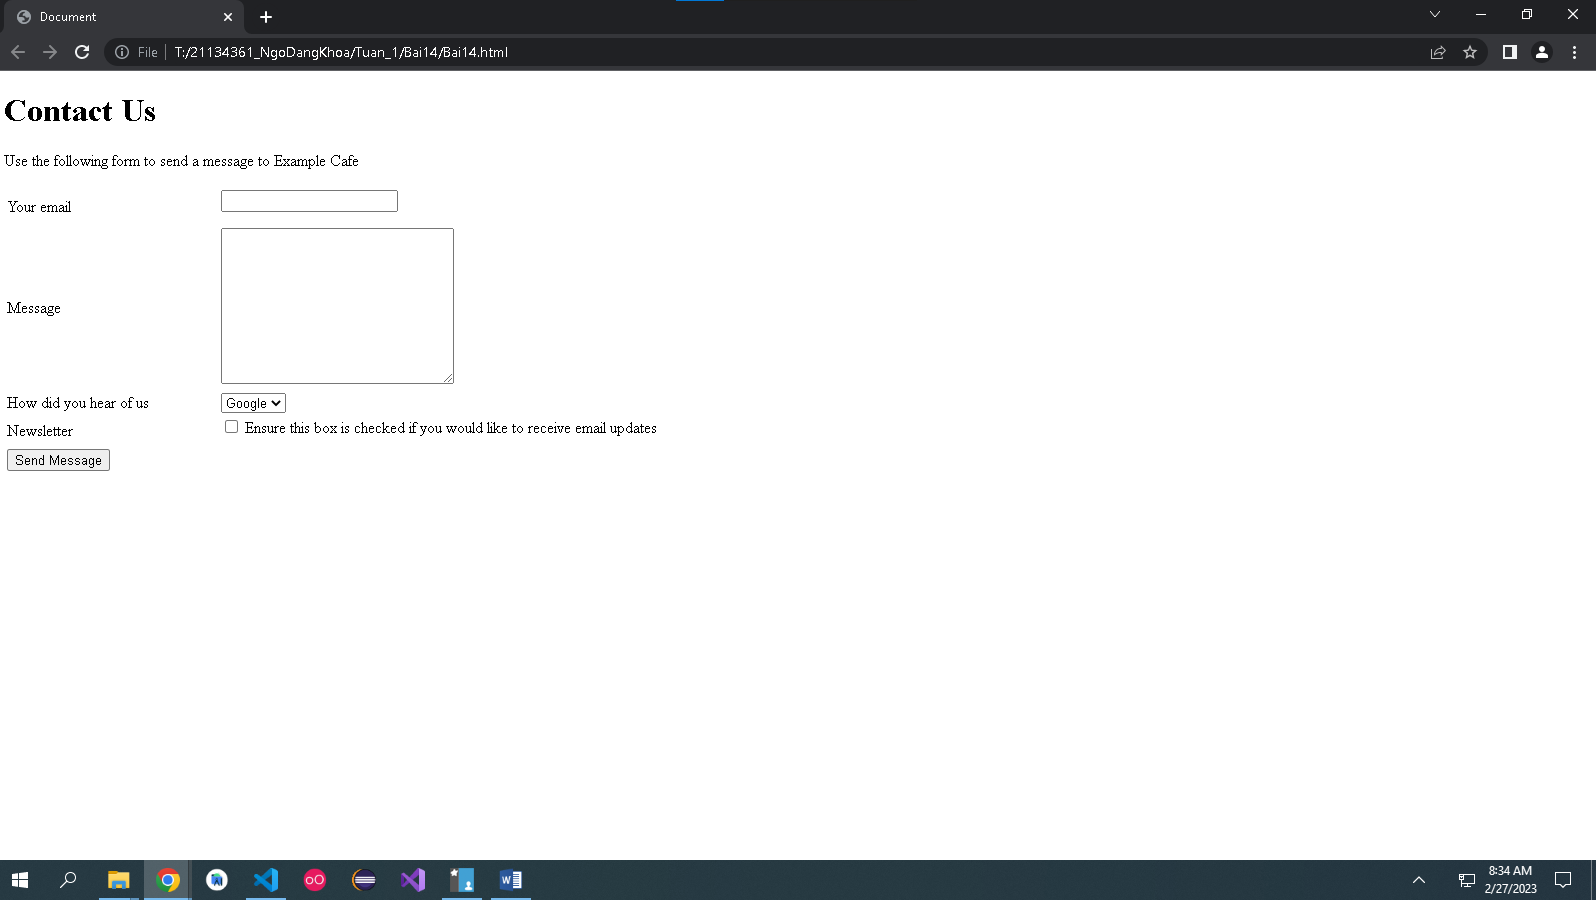 Document
File T:/21134361_NgoDangKhoa/Tuan_1/Bai14/Bai14.html
Contact Us
Use the following form to send a message to Example Cafe
Your email
Message
How did you hear of us Google
Newsletter Ensure this box is checked if you would like to receive email updates
Send Message
8:34 AM
2/27/2023